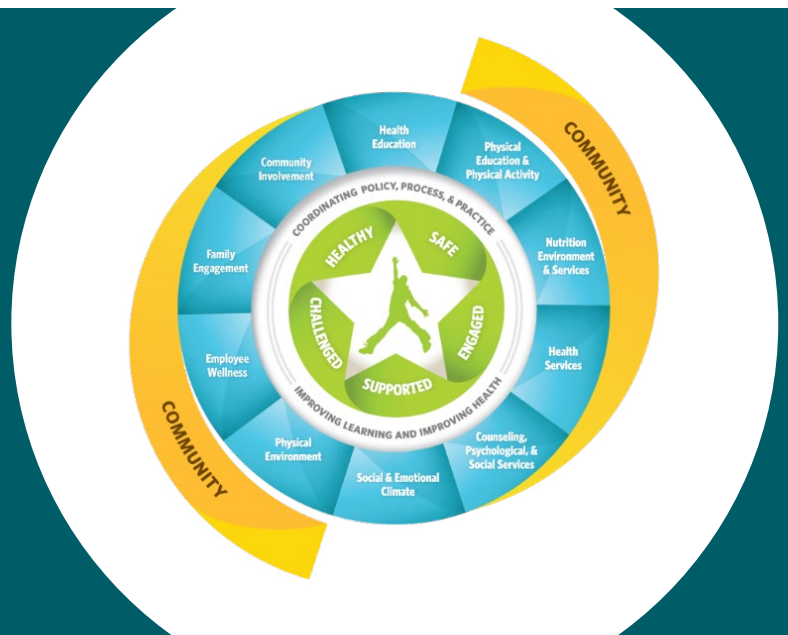 COMMUNITY
Health
Education
Physical
Education &
Physical Activity
Nutrition
Environment
& Services
Health
Services
Counseling,
Psychological, &
Social Services
Social & Emotional
Climate
Physical
Environment
Employee
Wellness
Family
Engagement
Community
Involvement
COORDINATING POLICY, PROCESS, & PRACTICE
IMPROVING LEARNING AND IMPROVING HEALTH
HEALTHY
SAFE
ENGAGED
SUPPORTED
CHALLENGED
COMMUNITY